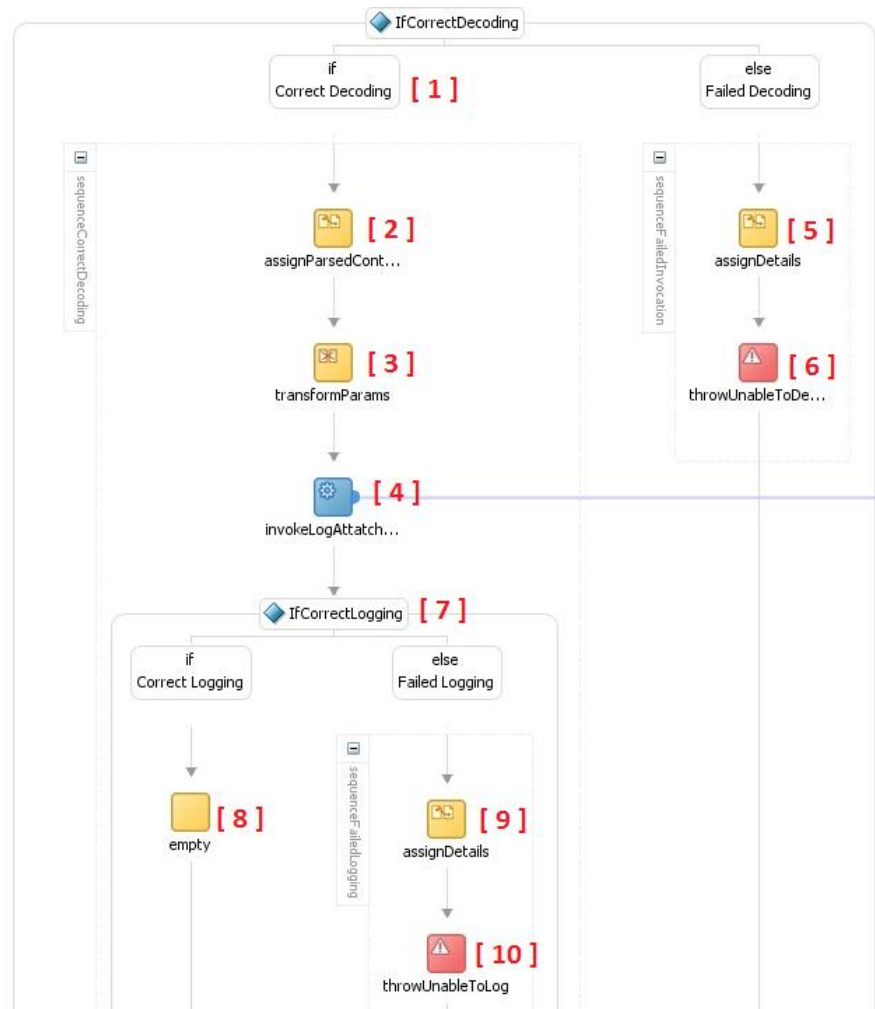 IfCorrectDecoding
if
Correct Decoding
[ 1 ]
else
Failed Decoding
sequenceCorrectDecoding
[ 2 ]
assignParsedCont...
[ 3 ]
transformParams
[ 4 ]
invokeLogAttatch...
sequenceFailedInvocation
[ 5 ]
assignDetails
[ 6 ]
throwUnableToDe...
IfCorrectLogging
[ 7 ]
if
Correct Logging
else
Failed Logging
[ 8 ]
empty
sequenceFailedLogging
[ 9 ]
assignDetails
[ 10 ]
throwUnableToLog